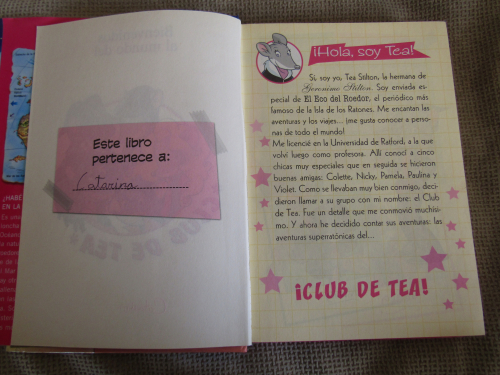 Este libro
pertenece a:
Catarina
¡Hola, soy Tea!
Sí, soy yo, Tea Stilton, la hermana de
Geronimo Stilton. Soy enviada es-
pecial de El Eco del Roedor, el periódico más
famoso de la Isla de los Ratones. Me encantan las
aventuras y los viajes... ¡me gusta conocer a perso-
nas de todo el mundo!
Me licencié en la Universidad de Ratford, a la que
volví luego como profesora. Allí conocí a cinco
chicas muy especiales que en seguida se hicieron
buenas amigas: Colette, Nicky, Pamela, Paulina y
Violet. Como se llevaban muy bien conmigo, deci-
dieron llamar a su grupo con mi nombre: el Club
de Tea. Fue un detalle que me conmovió muchísi-
mo. Y ahora he decidido contar sus aventuras: las
aventuras superratónicas del...
¡CLUB DE TEA!
¿HABE
EN LA